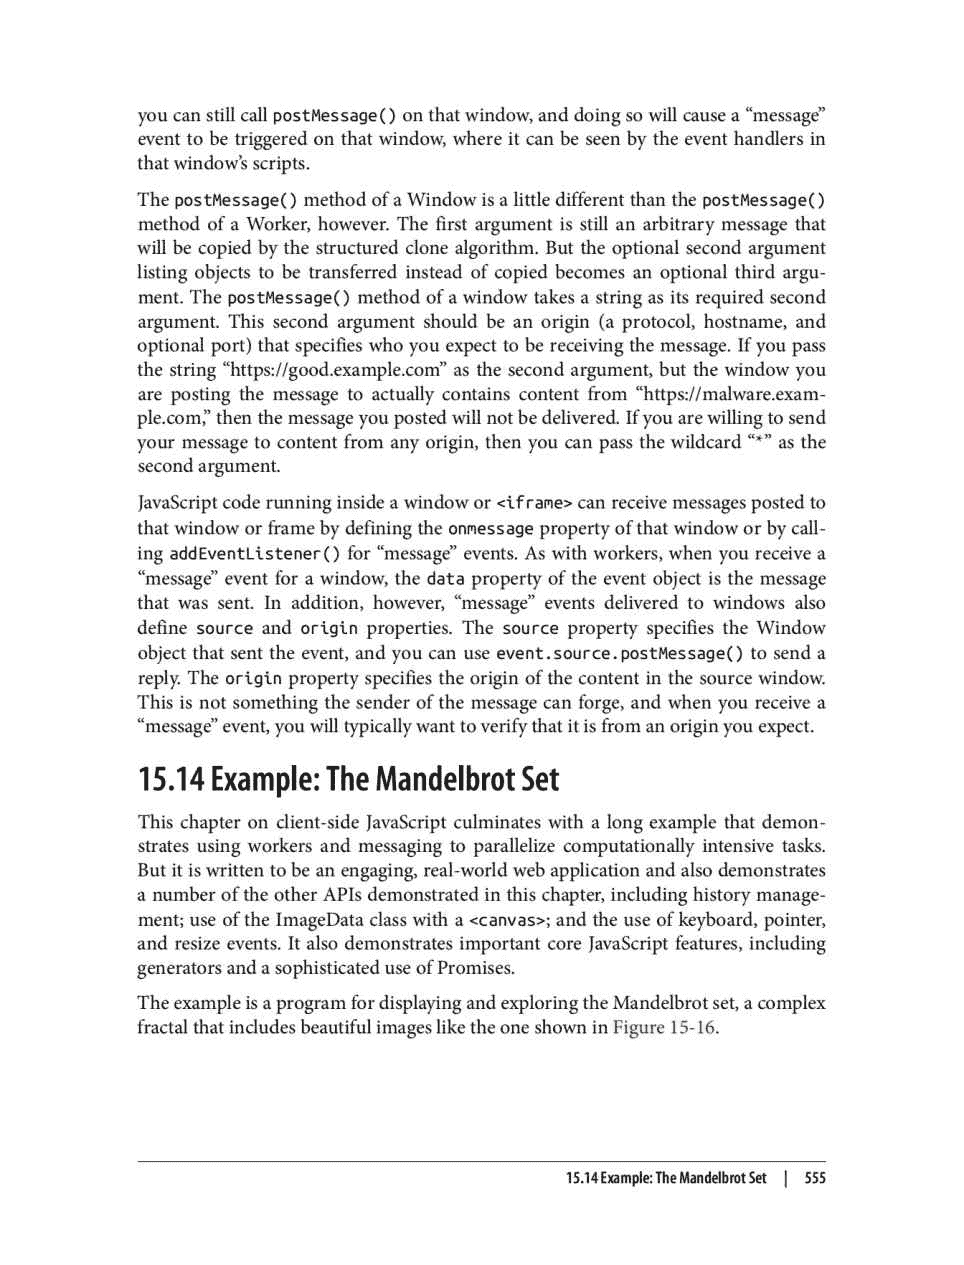 you can still call postMessage() on that window, and doing so will cause a “message”
event to be triggered on that window, where it can be seen by the event handlers in
that window’s scripts.
The postMessage() method of a Window is a little different than the postMessage()
method of a Worker, however. The first argument is still an arbitrary message that
will be copied by the structured clone algorithm. But the optional second argument
listing objects to be transferred instead of copied becomes an optional third argu-
ment. The postMessage() method of a window takes a string as its required second
argument. This second argument should be an origin (a protocol, hostname, and
optional port) that specifies who you expect to be receiving the message. If you pass
the string “https://good.example.com” as the second argument, but the window you
are posting the message to actually contains content from “https://malware.exam-
ple.com,” then the message you posted will not be delivered. If you are willing to send
your message to content from any origin, then you can pass the wildcard “*” as the
second argument.
JavaScript code running inside a window or <iframe> can receive messages posted to
that window or frame by defining the onmessage property of that window or by call-
ing addEventListener() for “message” events. As with workers, when you receive a
“message” event for a window, the data property of the event object is the message
that was sent. In addition, however, “message” events delivered to windows also
define source and origin properties. The source property specifies the Window
object that sent the event, and you can use event.source.postMessage() to send a
reply. The origin property specifies the origin of the content in the source window.
This is not something the sender of the message can forge, and when you receive a
“message” event, you will typically want to verify that it is from an origin you expect.
15.14 Example: The Mandelbrot Set
This chapter on client-side JavaScript culminates with a long example that demon-
strates using workers and messaging to parallelize computationally intensive tasks.
But it is written to be an engaging, real-world web application and also demonstrates
a number of the other APIs demonstrated in this chapter, including history manage-
ment; use of the ImageData class with a <canvas>; and the use of keyboard, pointer,
and resize events. It also demonstrates important core JavaScript features, including
generators and a sophisticated use of Promises.
The example is a program for displaying and exploring the Mandelbrot set, a complex
fractal that includes beautiful images like the one shown in Figure 15-16.
15.14 Example: The Mandelbrot Set | 555